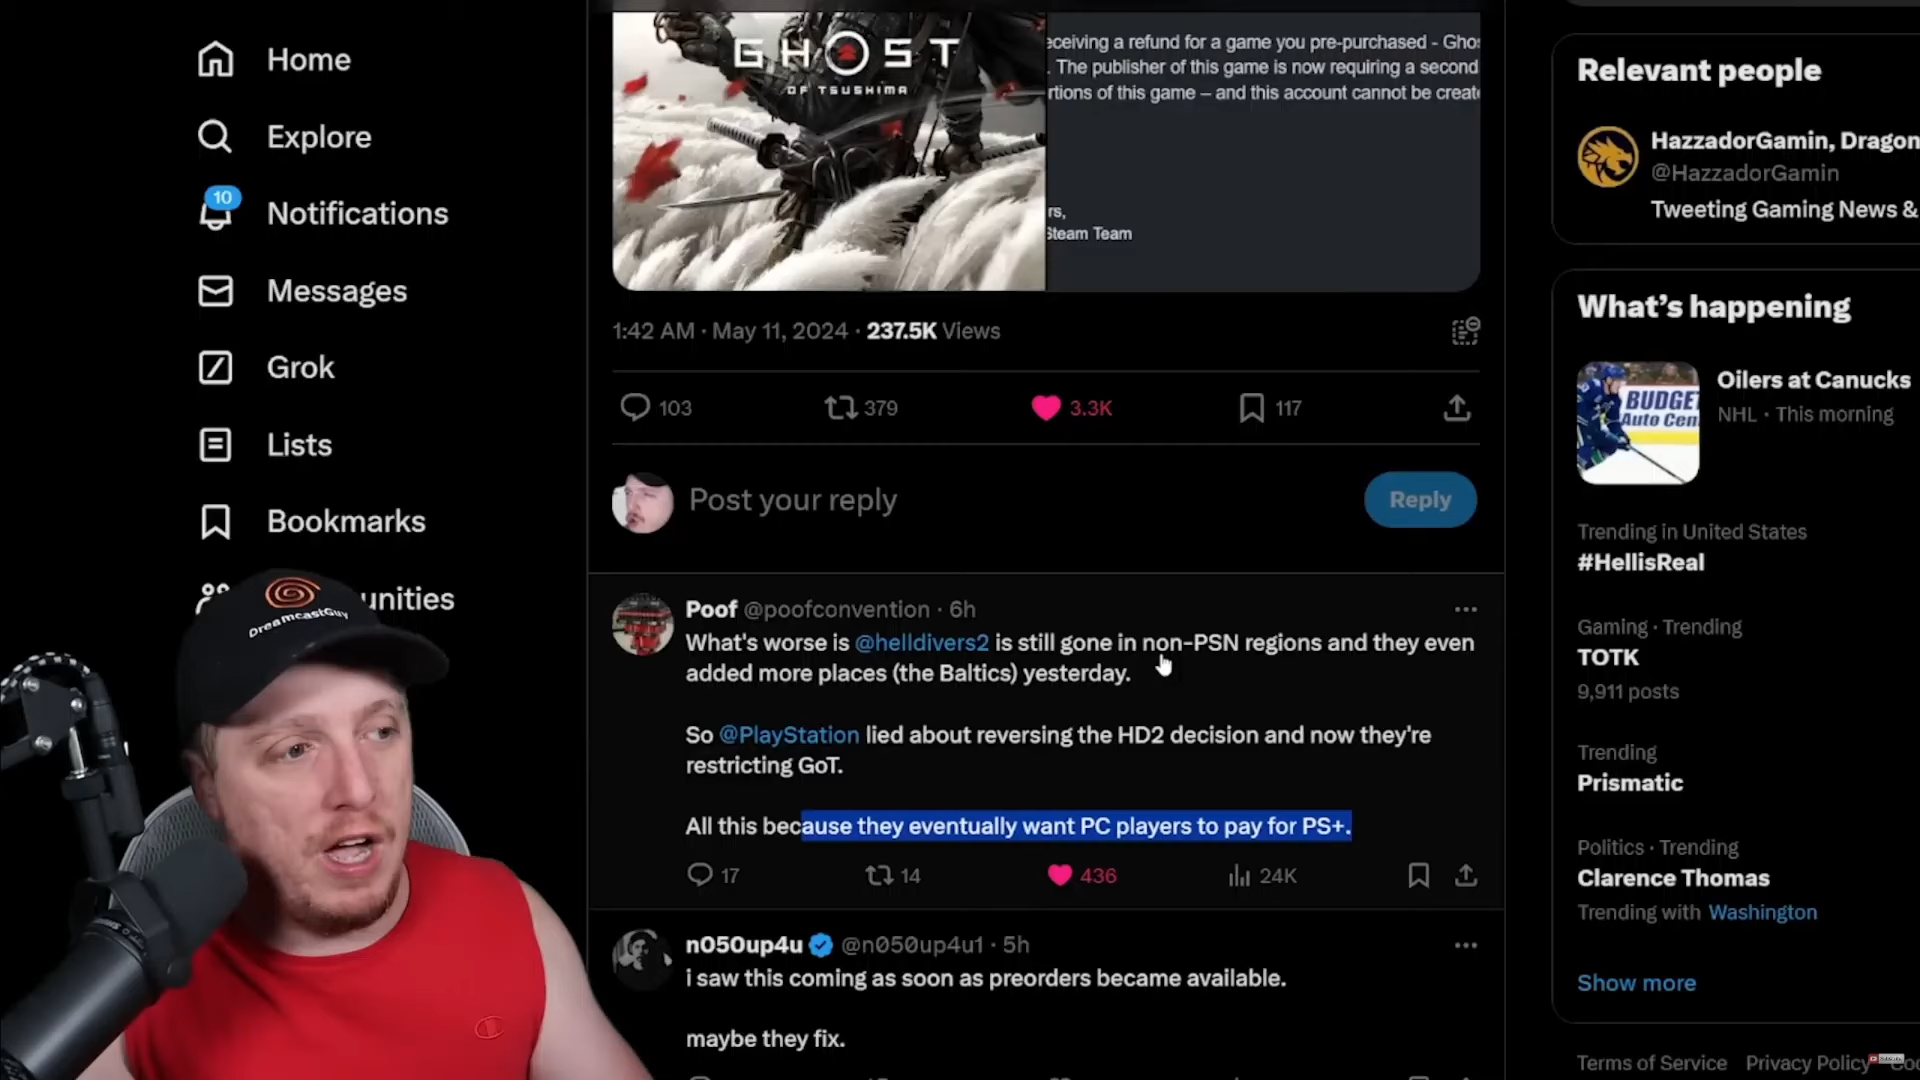 Home
Explore
10
Notifications
Messages
Grok
Lists
Bookmarks
unities
DreamcastGuy
GHOST
OF TSUSHIMA
eceiving a refund for a game you pre-purchased - Ghos
. The publisher of this game is now requiring a second
rtions of this game – and this account cannot be creat
rs,
Steam Team
1:42 AM · May 11, 2024 · 237.5K Views
103 379 3.3K 117
Post your reply
Reply
Poof @poofconvention · 6h
What's worse is @helldivers2 is still gone in non-PSN regions and they even
added more places (the Baltics) yesterday.
So @PlayStation lied about reversing the HD2 decision and now they're
restricting GoT.
All this because they eventually want PC players to pay for PS+.
17 14 436 24K
n050up4u @n050up4u1 · 5h
i saw this coming as soon as preorders became available.
maybe they fix.
Relevant people
HazzadorGamin, Dragon
@HazzadorGamin
Tweeting Gaming News &
What's happening
BUDGET
Auto Cen
Oilers at Canucks
NHL · This morning
Trending in United States
#HellisReal
Gaming · Trending
TOTK
9,911 posts
Trending
Prismatic
Politics · Trending
Clarence Thomas
Trending with Washington
Show more
Terms of Service Privacy Policy